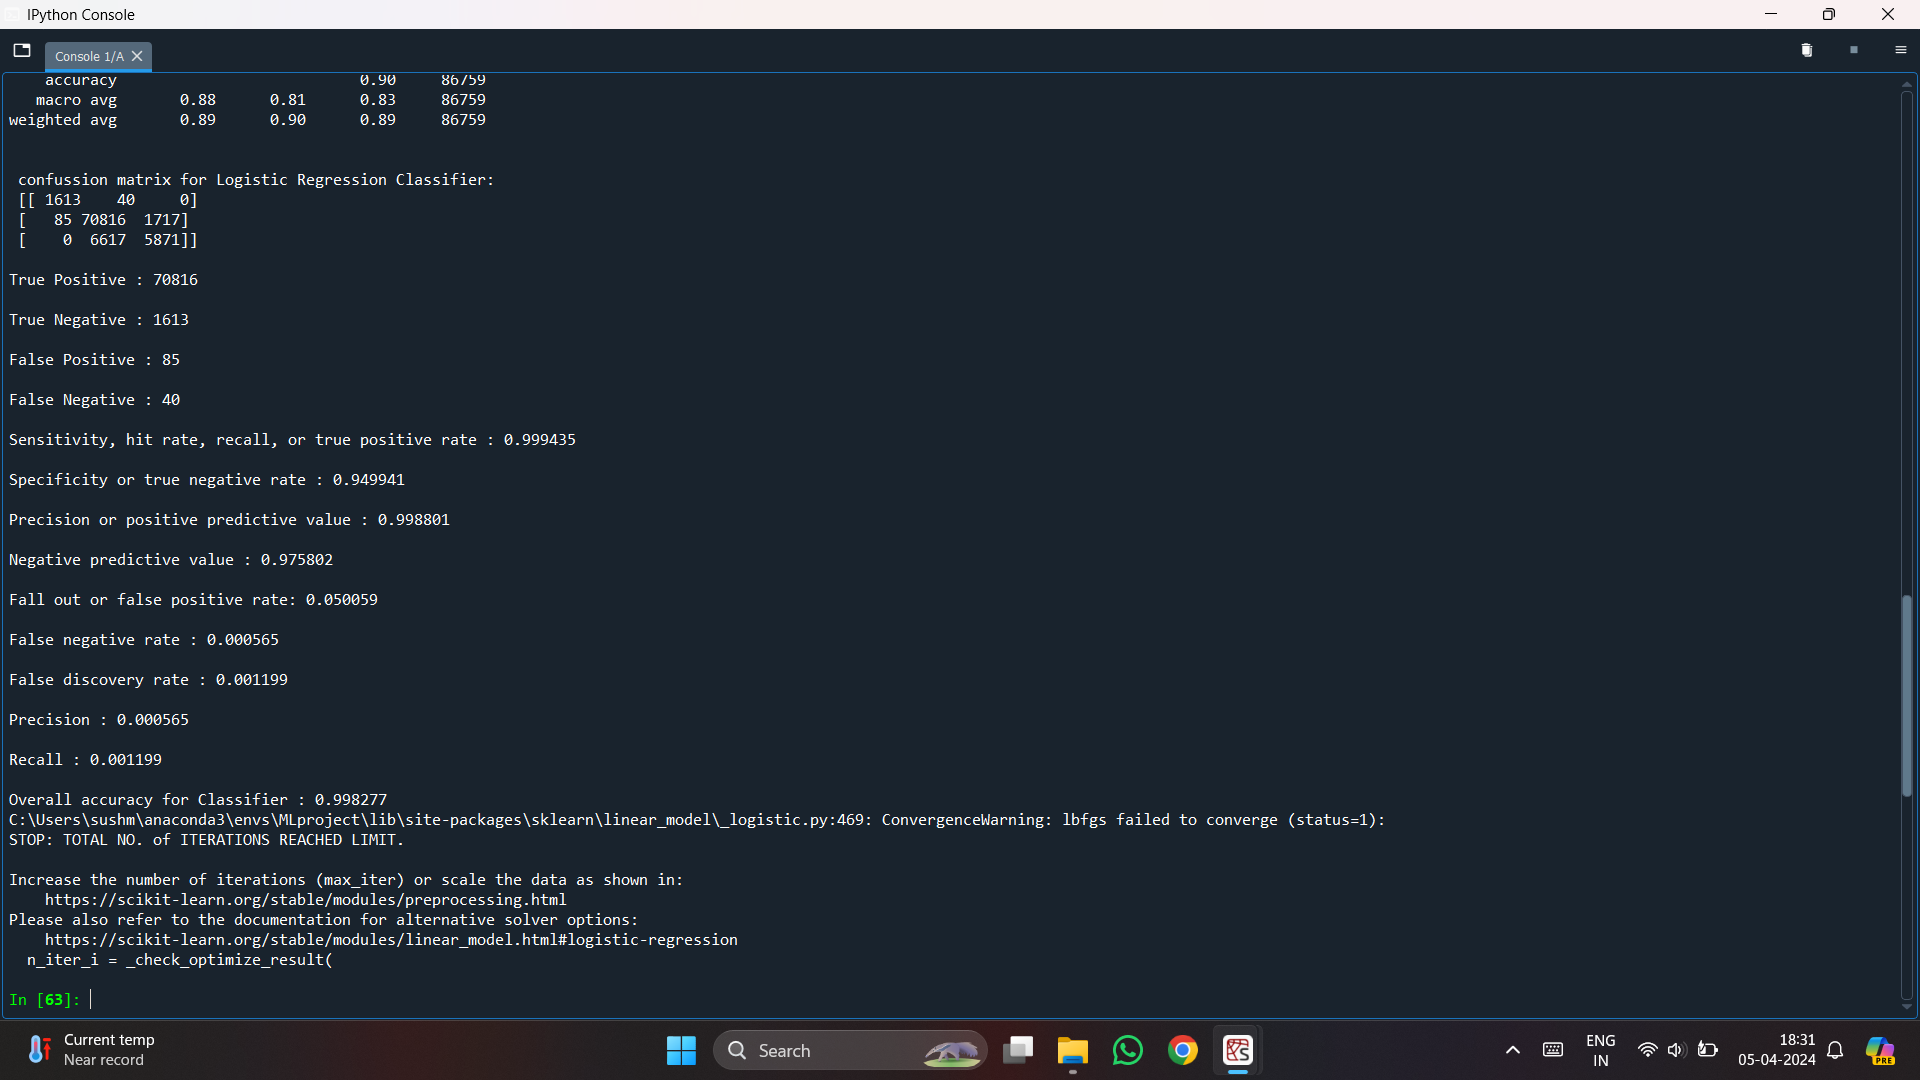 IPython Console
Console 1/A
accuracy 0.90 86759
macro avg 0.88 0.81 0.83 86759
weighted avg 0.89 0.90 0.89 86759
confussion matrix for Logistic Regression Classifier:
[[ 1613 40 0]
[ 85 70816 1717]
[ 0 6617 5871]]
True Positive : 70816
True Negative : 1613
False Positive : 85
False Negative : 40
Sensitivity, hit rate, recall, or true positive rate : 0.999435
Specificity or true negative rate : 0.949941
Precision or positive predictive value : 0.998801
Negative predictive value : 0.975802
Fall out or false positive rate: 0.050059
False negative rate : 0.000565
False discovery rate : 0.001199
Precision : 0.000565
Recall : 0.001199
Overall accuracy for Classifier : 0.998277
C:\Users\sushm\anaconda3\envs\MLproject\lib\site-packages\sklearn\linear_model\_logistic.py:469: ConvergenceWarning: lbfgs failed to converge (status=1):
STOP: TOTAL NO. of ITERATIONS REACHED LIMIT.
Increase the number of iterations (max_iter) or scale the data as shown in:
https://scikit-learn.org/stable/modules/preprocessing.html
Please also refer to the documentation for alternative solver options:
https://scikit-learn.org/stable/modules/linear_model.html#logistic-regression
n_iter_i = _check_optimize_result(
In [63]:
Current temp
Near record
Search
ENG
IN
18:31
05-04-2024
PRE